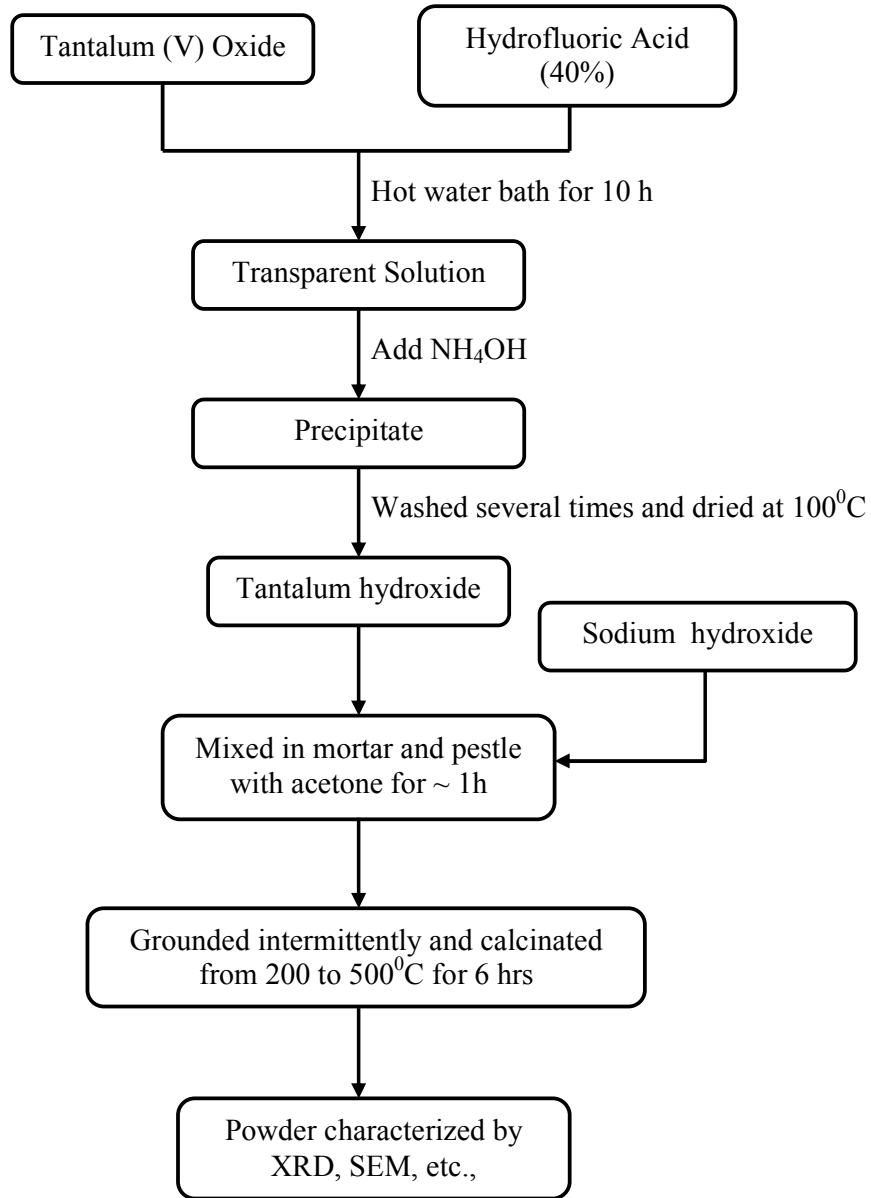 Tantalum (V) Oxide
Hydrofluoric Acid
(40%)
Hot water bath for 10 h
Transparent Solution
Add NH₄OH
Precipitate
Washed several times and dried at 100⁰C
Tantalum hydroxide
Sodium hydroxide
Mixed in mortar and pestle
with acetone for ~ 1h
Grounded intermittently and calcinated
from 200 to 500⁰C for 6 hrs
Powder characterized by
XRD, SEM, etc.,